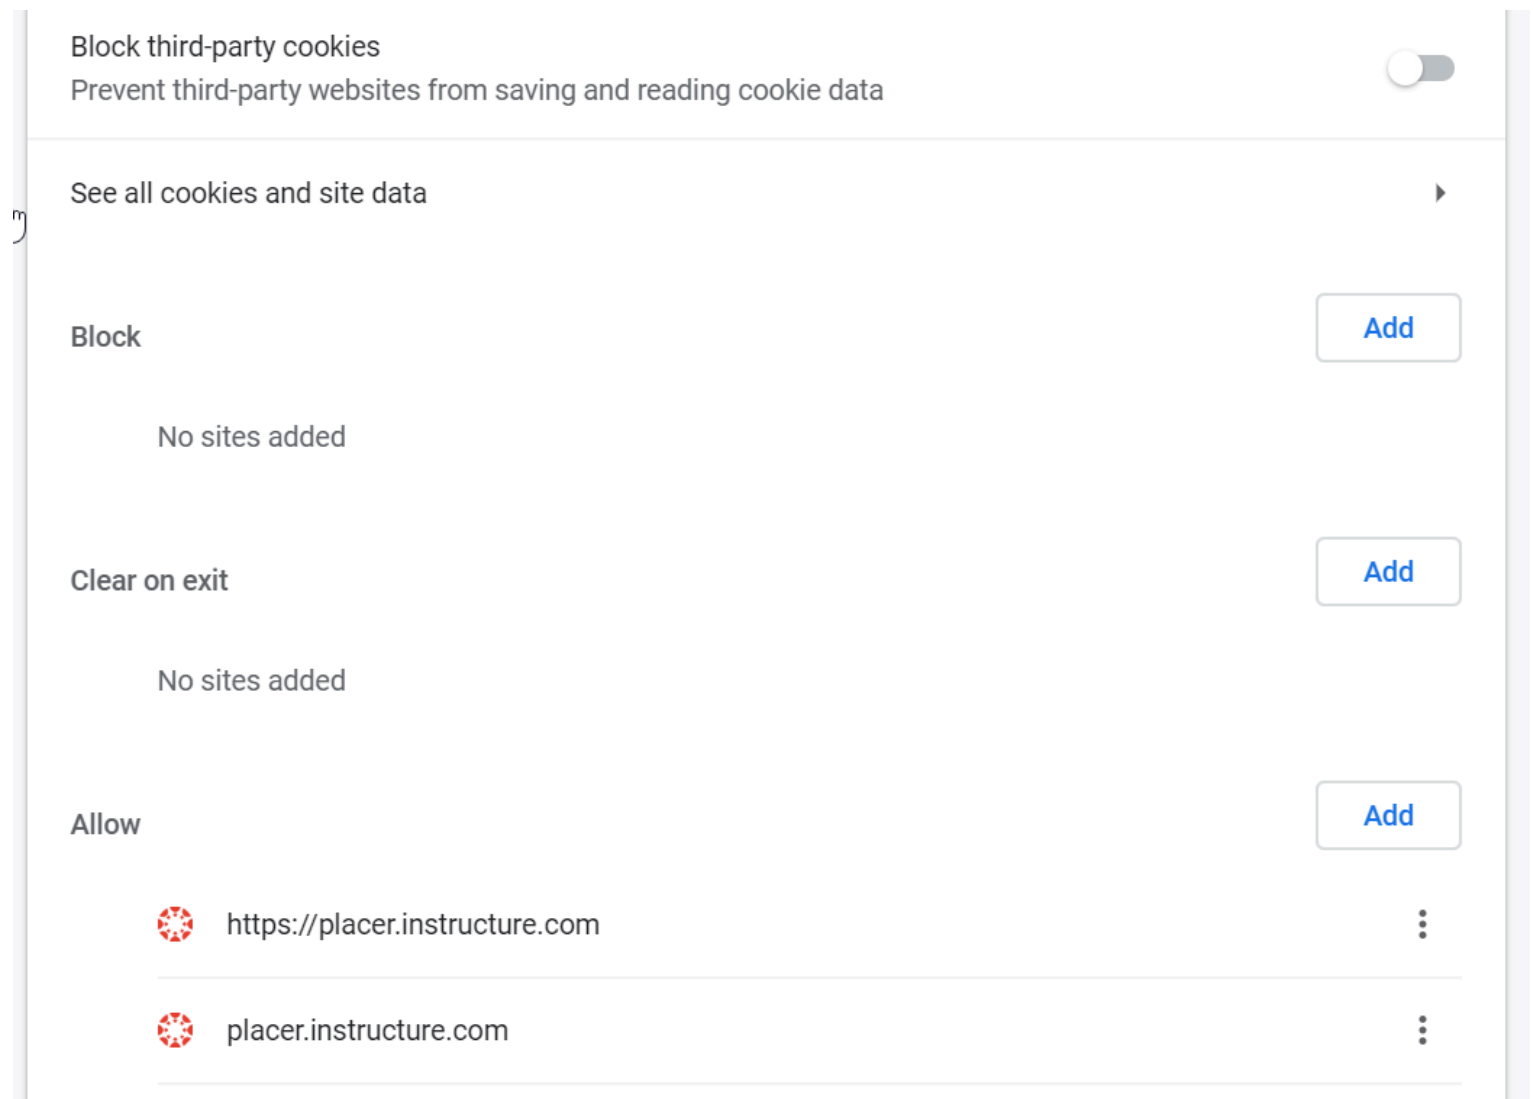 Block third-party cookies
Prevent third-party websites from saving and reading cookie data
See all cookies and site data
Block
Add
No sites added
Clear on exit
Add
No sites added
Allow
Add
https://placer.instructure.com
placer.instructure.com